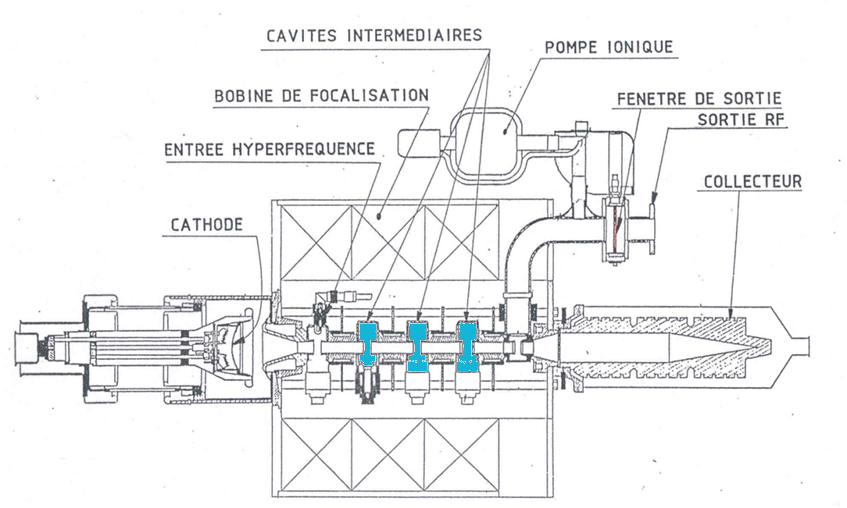 CAVITES INTERMEDIAIRES
POMPE IONIQUE
BOBINE DE FOCALISATION
FENETRE DE SORTIE
SORTIE RF
ENTREE HYPERFREQUENCE
COLLECTEUR
CATHODE